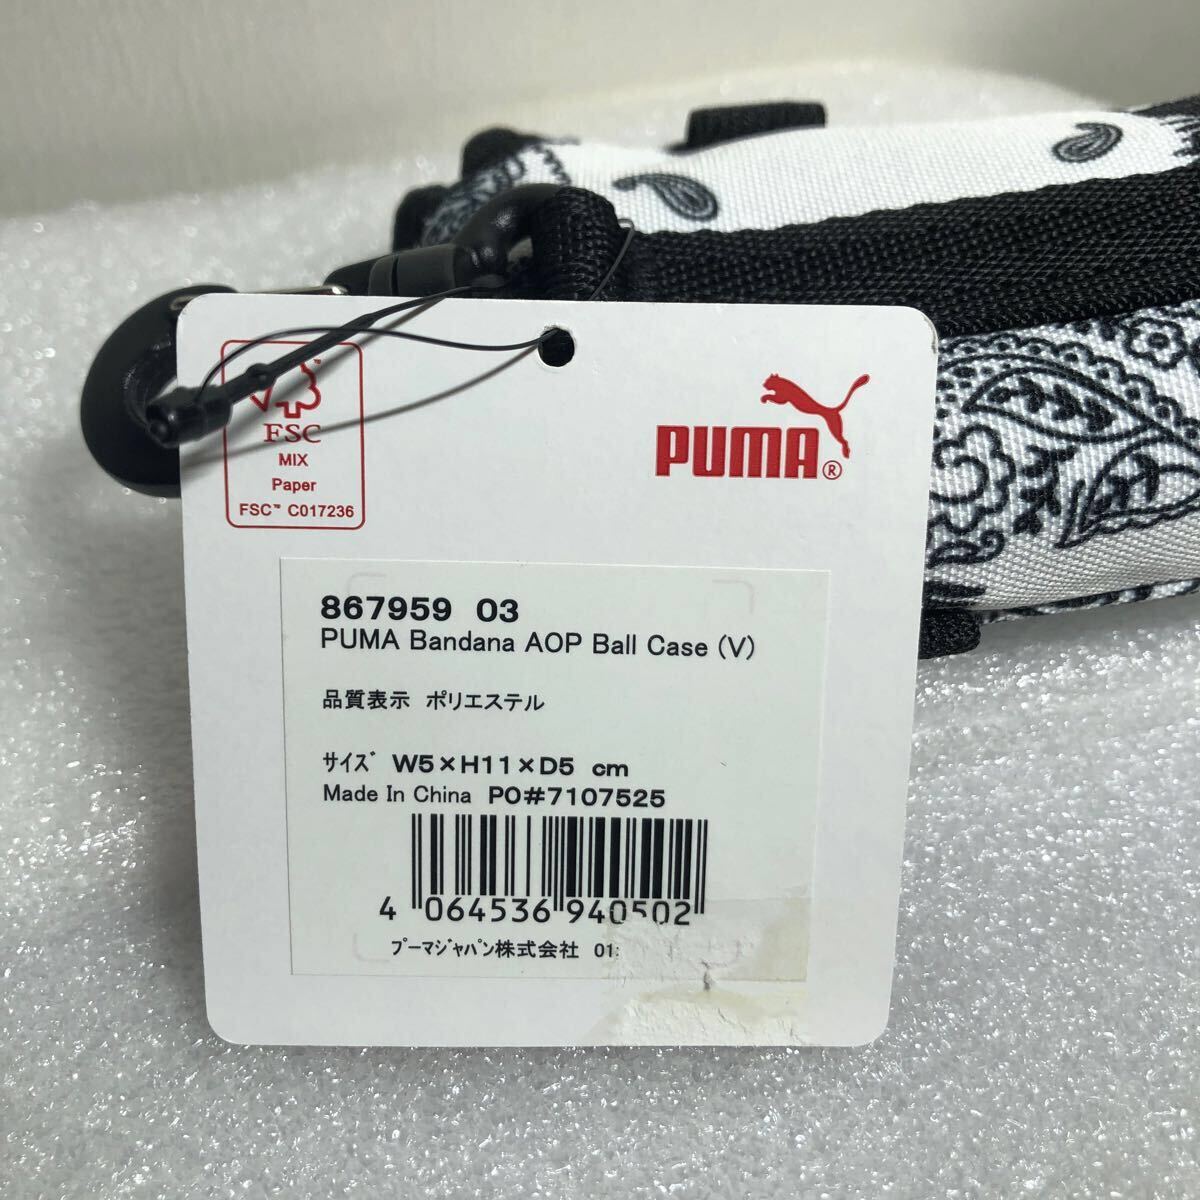 FSC
MIX
Paper
FSC™ C017236
PUMA®
867959 03
PUMA Bandana AOP Ball Case (V)
品質表示 ポリエステル
ｻｲｽﾞ W5×H11×D5 cm
Made In China PO#7107525
4 064536 940502
ﾌﾟｰﾏｼﾞｬﾊﾟﾝ株式会社 01